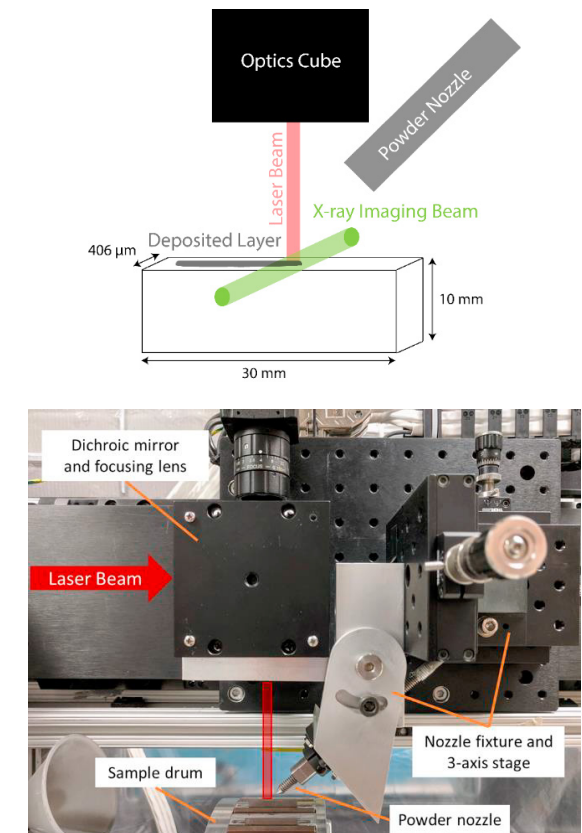 Optics Cube
Powder Nozzle
Laser Beam
X-ray Imaging Beam
Deposited Layer
406 µm
10 mm
30 mm
Dichroic mirror
and focusing lens
Laser Beam
Sample drum
Nozzle fixture and
3-axis stage
Powder nozzle